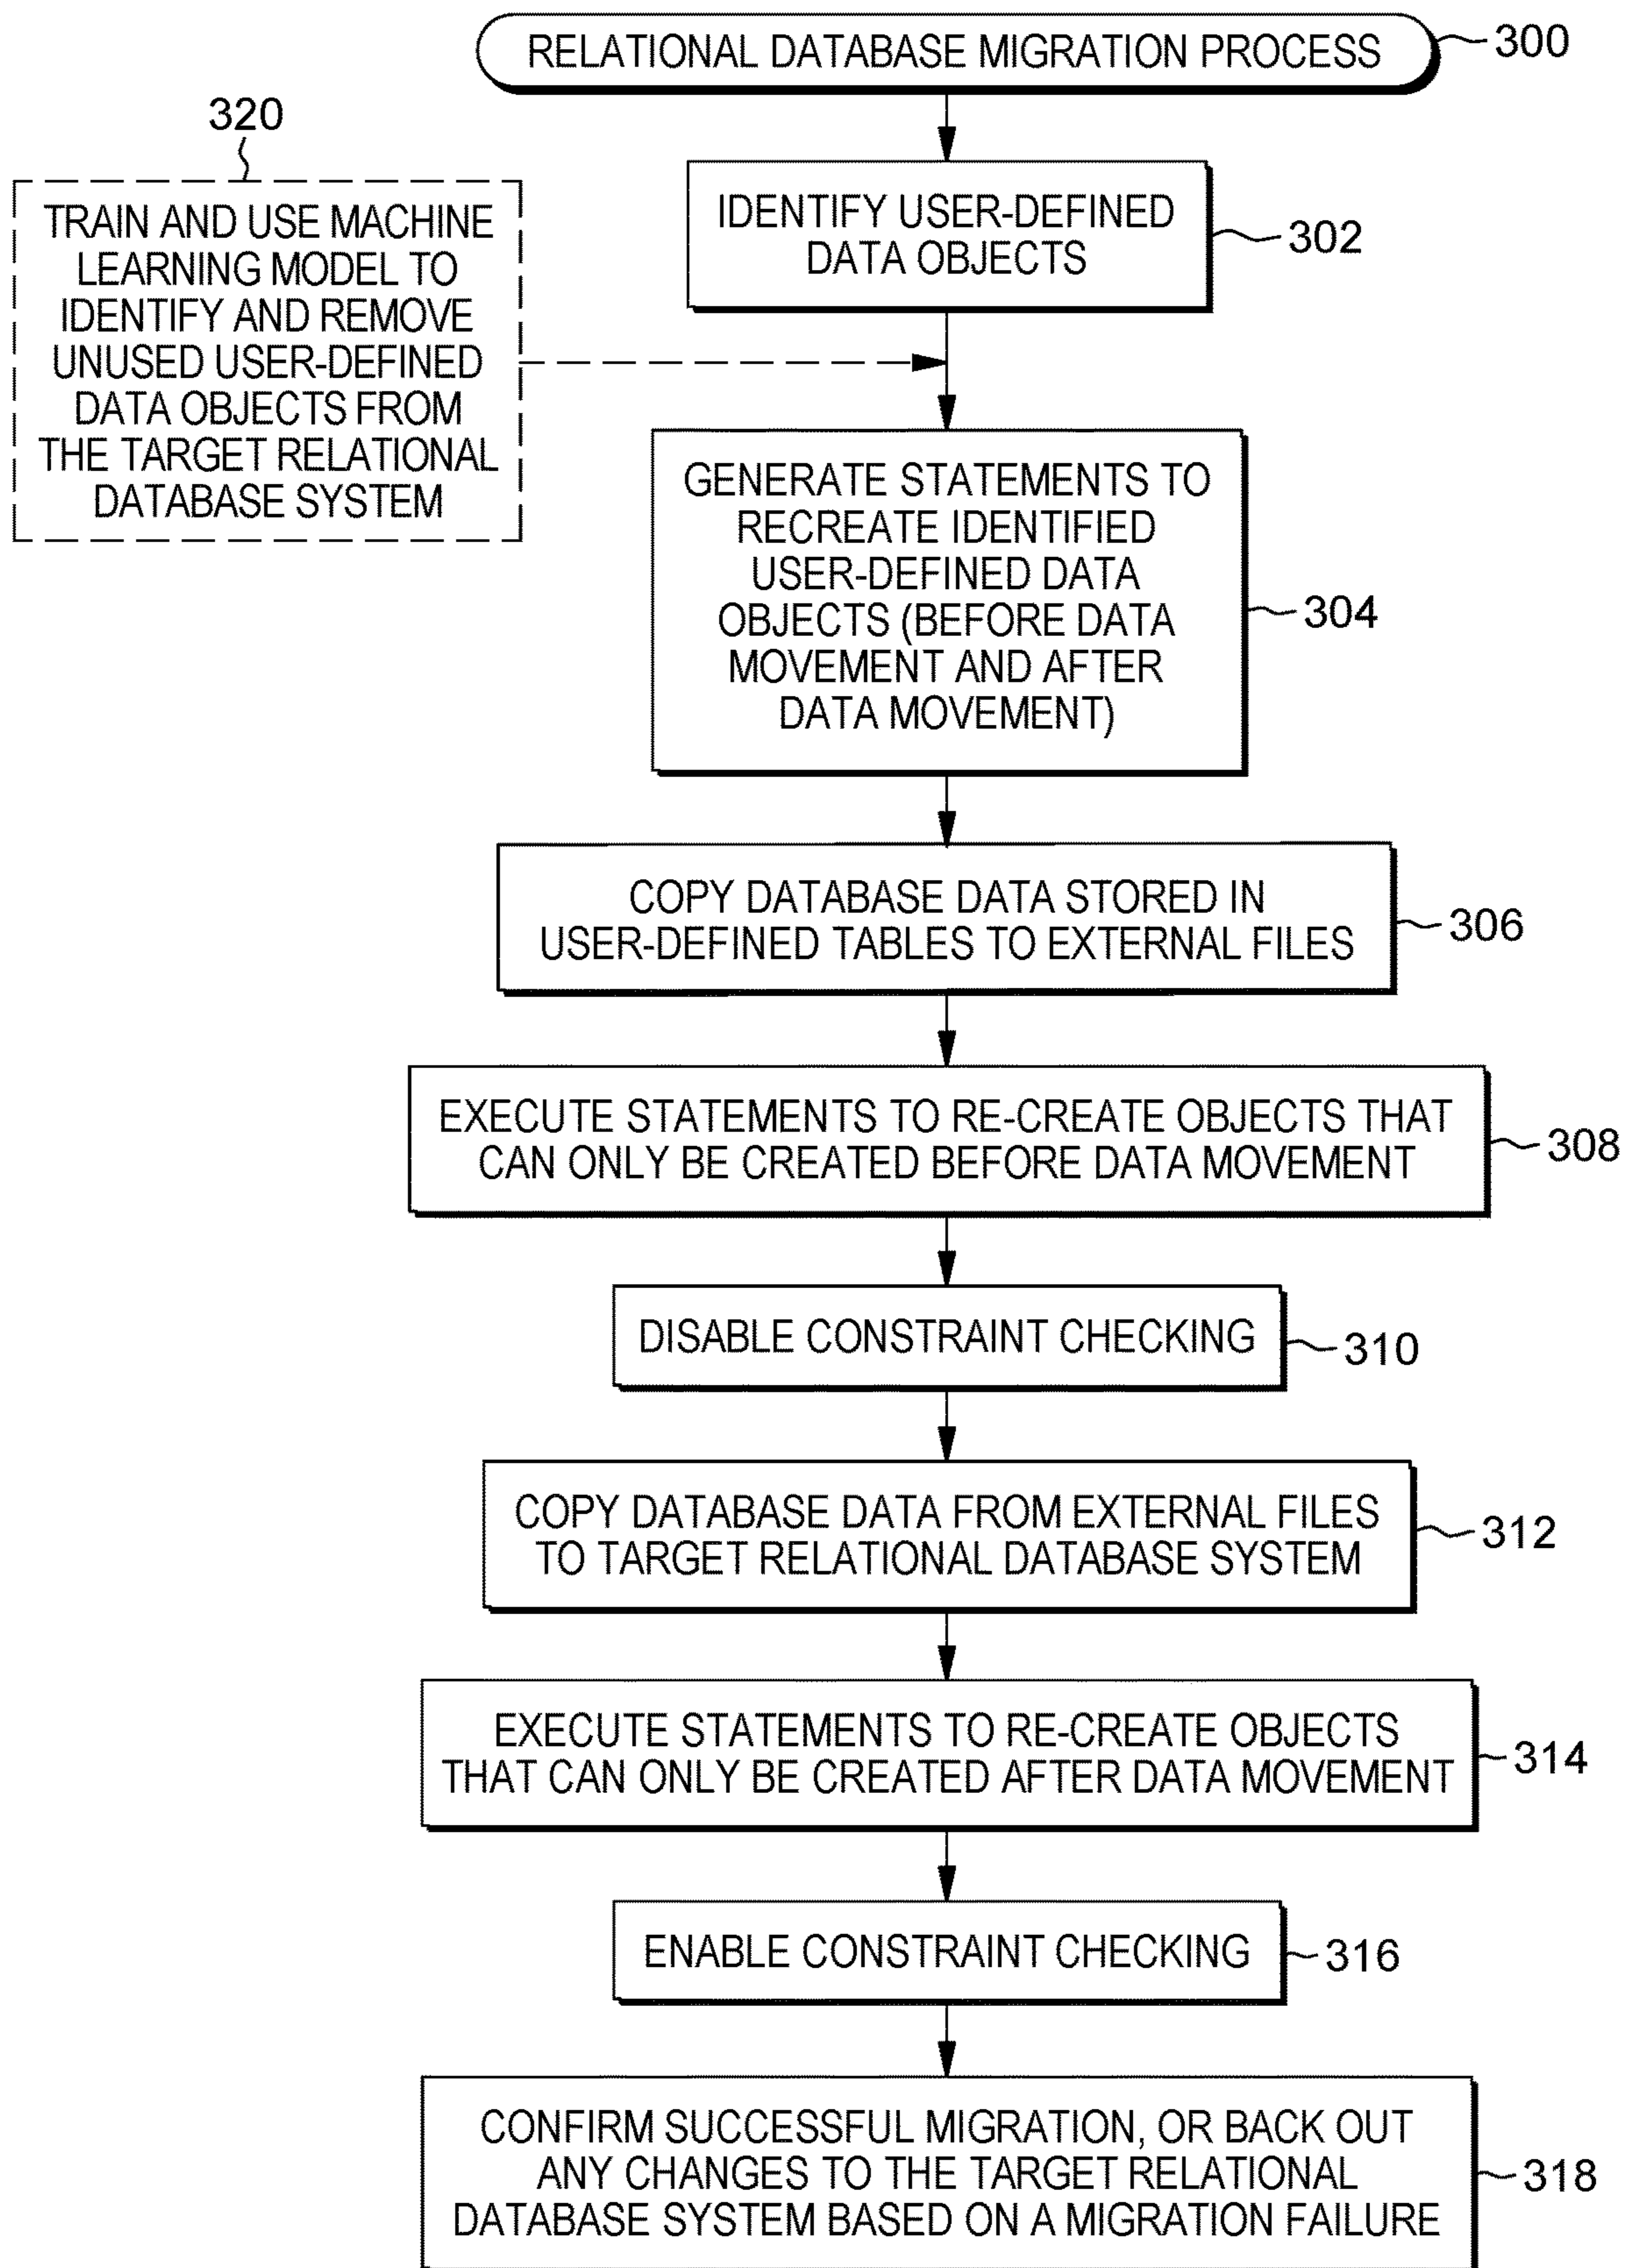 RELATIONAL DATABASE MIGRATION PROCESS
300
320
TRAIN AND USE MACHINE
LEARNING MODEL TO
IDENTIFY AND REMOVE
UNUSED USER-DEFINED
DATA OBJECTS FROM
THE TARGET RELATIONAL
DATABASE SYSTEM
IDENTIFY USER-DEFINED
DATA OBJECTS
302
GENERATE STATEMENTS TO
RECREATE IDENTIFIED
USER-DEFINED DATA
OBJECTS (BEFORE DATA
MOVEMENT AND AFTER
DATA MOVEMENT)
304
COPY DATABASE DATA STORED IN
USER-DEFINED TABLES TO EXTERNAL FILES
306
EXECUTE STATEMENTS TO RE-CREATE OBJECTS THAT
CAN ONLY BE CREATED BEFORE DATA MOVEMENT
308
DISABLE CONSTRAINT CHECKING
310
COPY DATABASE DATA FROM EXTERNAL FILES
TO TARGET RELATIONAL DATABASE SYSTEM
312
EXECUTE STATEMENTS TO RE-CREATE OBJECTS
THAT CAN ONLY BE CREATED AFTER DATA MOVEMENT
314
ENABLE CONSTRAINT CHECKING
316
CONFIRM SUCCESSFUL MIGRATION, OR BACK OUT
ANY CHANGES TO THE TARGET RELATIONAL
DATABASE SYSTEM BASED ON A MIGRATION FAILURE
318